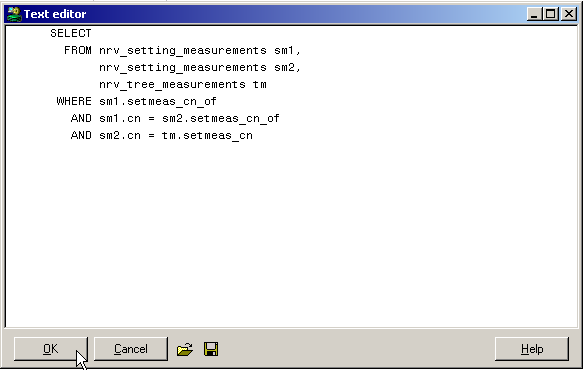 Text editor
SELECT
FROM nrv_setting_measurements sm1,
nrv_setting_measurements sm2,
nrv_tree_measurements tm
WHERE sm1.setmeas_cn_of
AND sm1.cn = sm2.setmeas_cn_of
AND sm2.cn = tm.setmeas_cn
OK Cancel Help